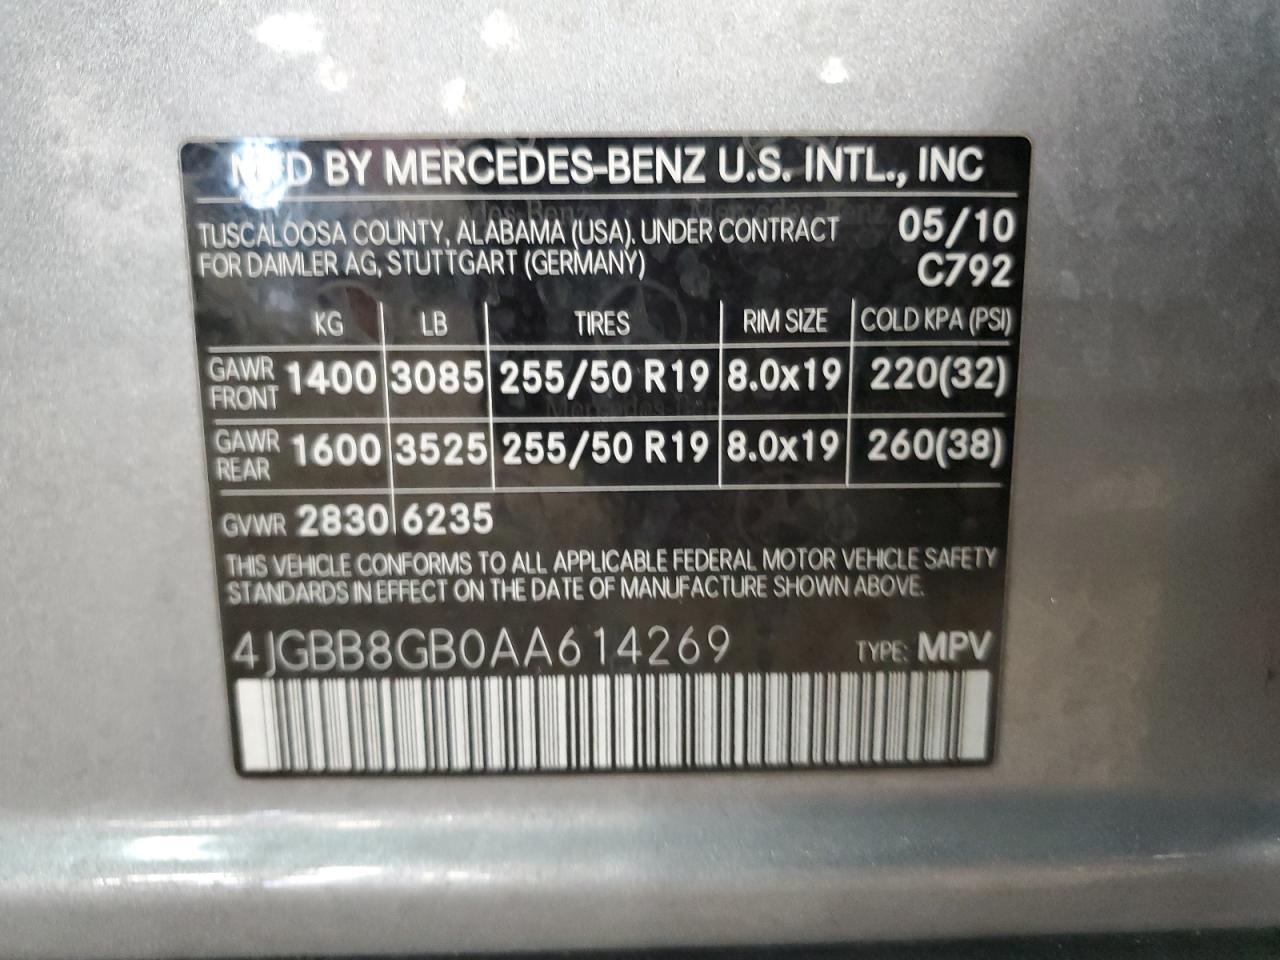 MFD BY MERCEDES-BENZ U.S. INTL., INC
TUSCALOOSA COUNTY, ALABAMA (USA). UNDER CONTRACT 05/10
FOR DAIMLER AG, STUTTGART (GERMANY) C792
KG LB TIRES RIM SIZE COLD KPA (PSI)
GAWR FRONT 1400 3085 255/50 R19 8.0x19 220(32)
GAWR REAR 1600 3525 255/50 R19 8.0x19 260(38)
GVWR 2830 6235
THIS VEHICLE CONFORMS TO ALL APPLICABLE FEDERAL MOTOR VEHICLE SAFETY
STANDARDS IN EFFECT ON THE DATE OF MANUFACTURE SHOWN ABOVE.
4JGBB8GB0AA614269 TYPE: MPV